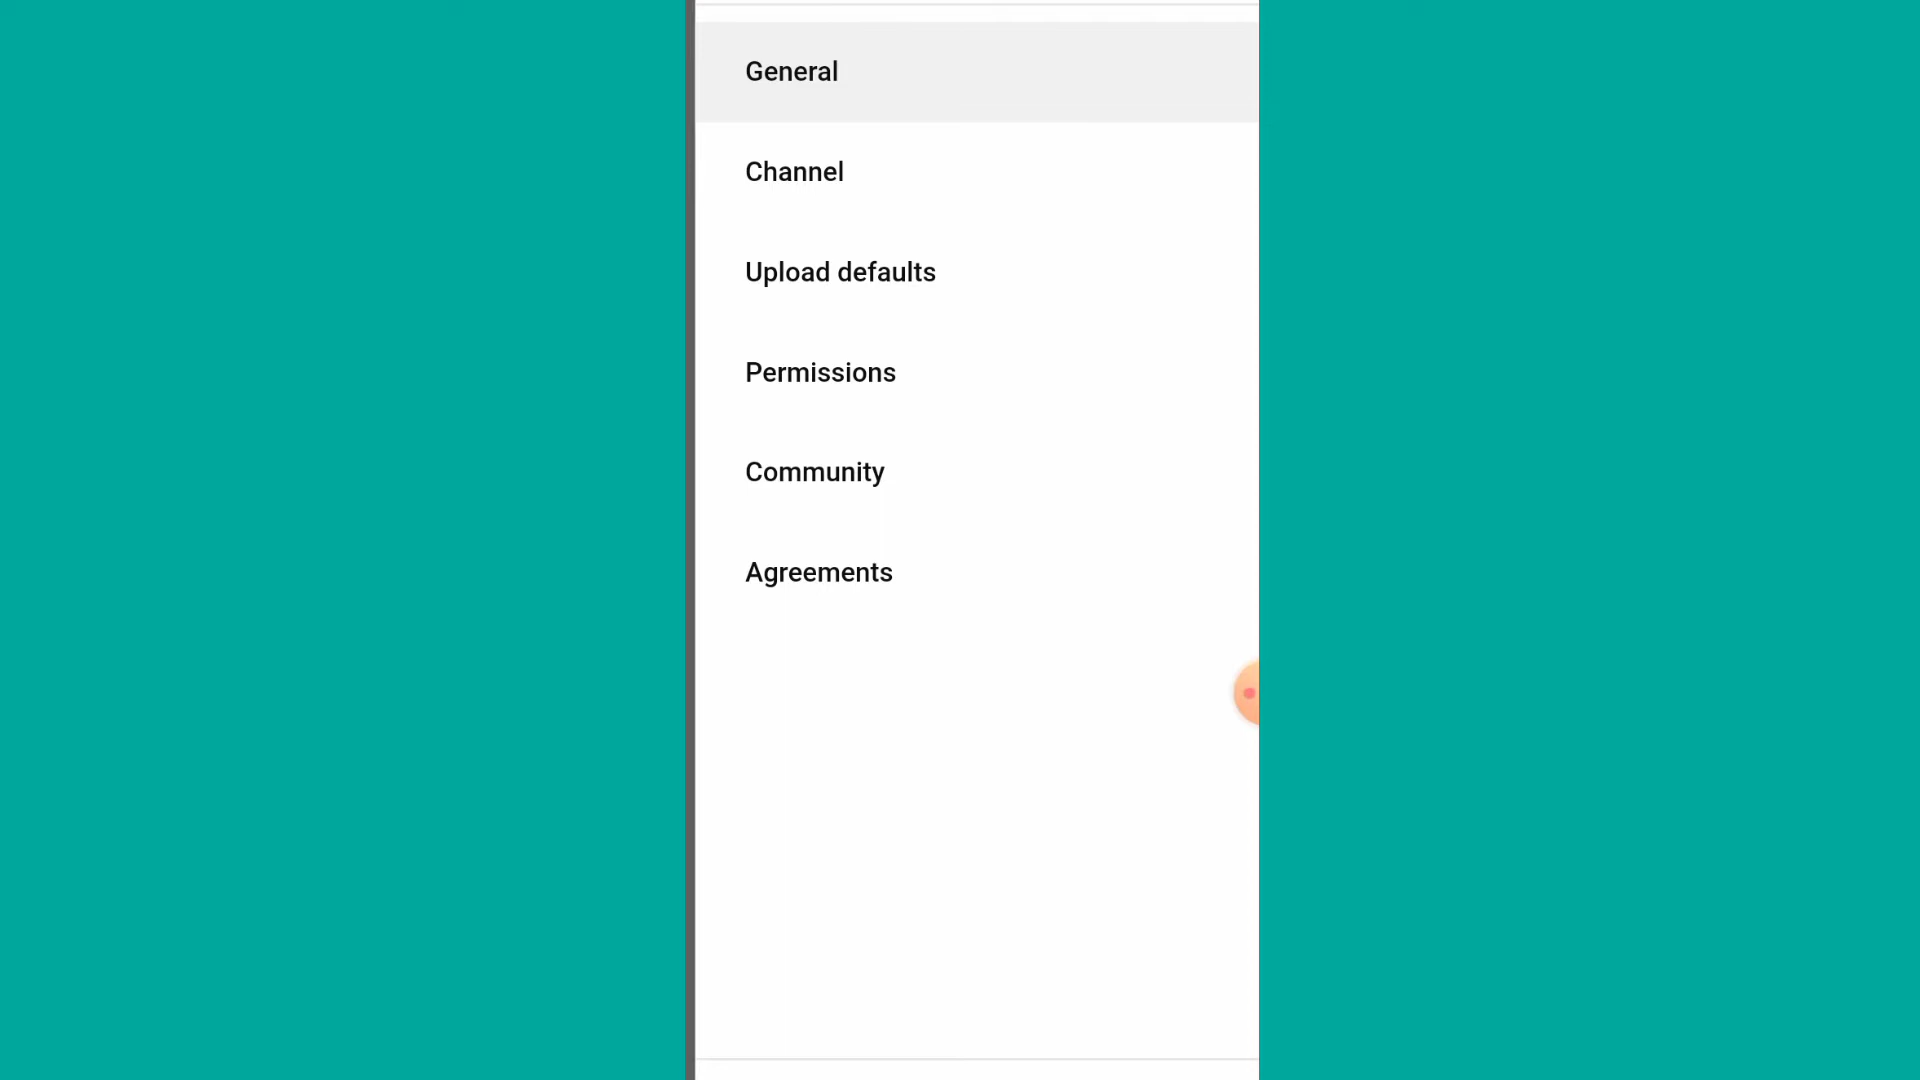 General
Channel
Upload defaults
Permissions
Community
Agreements